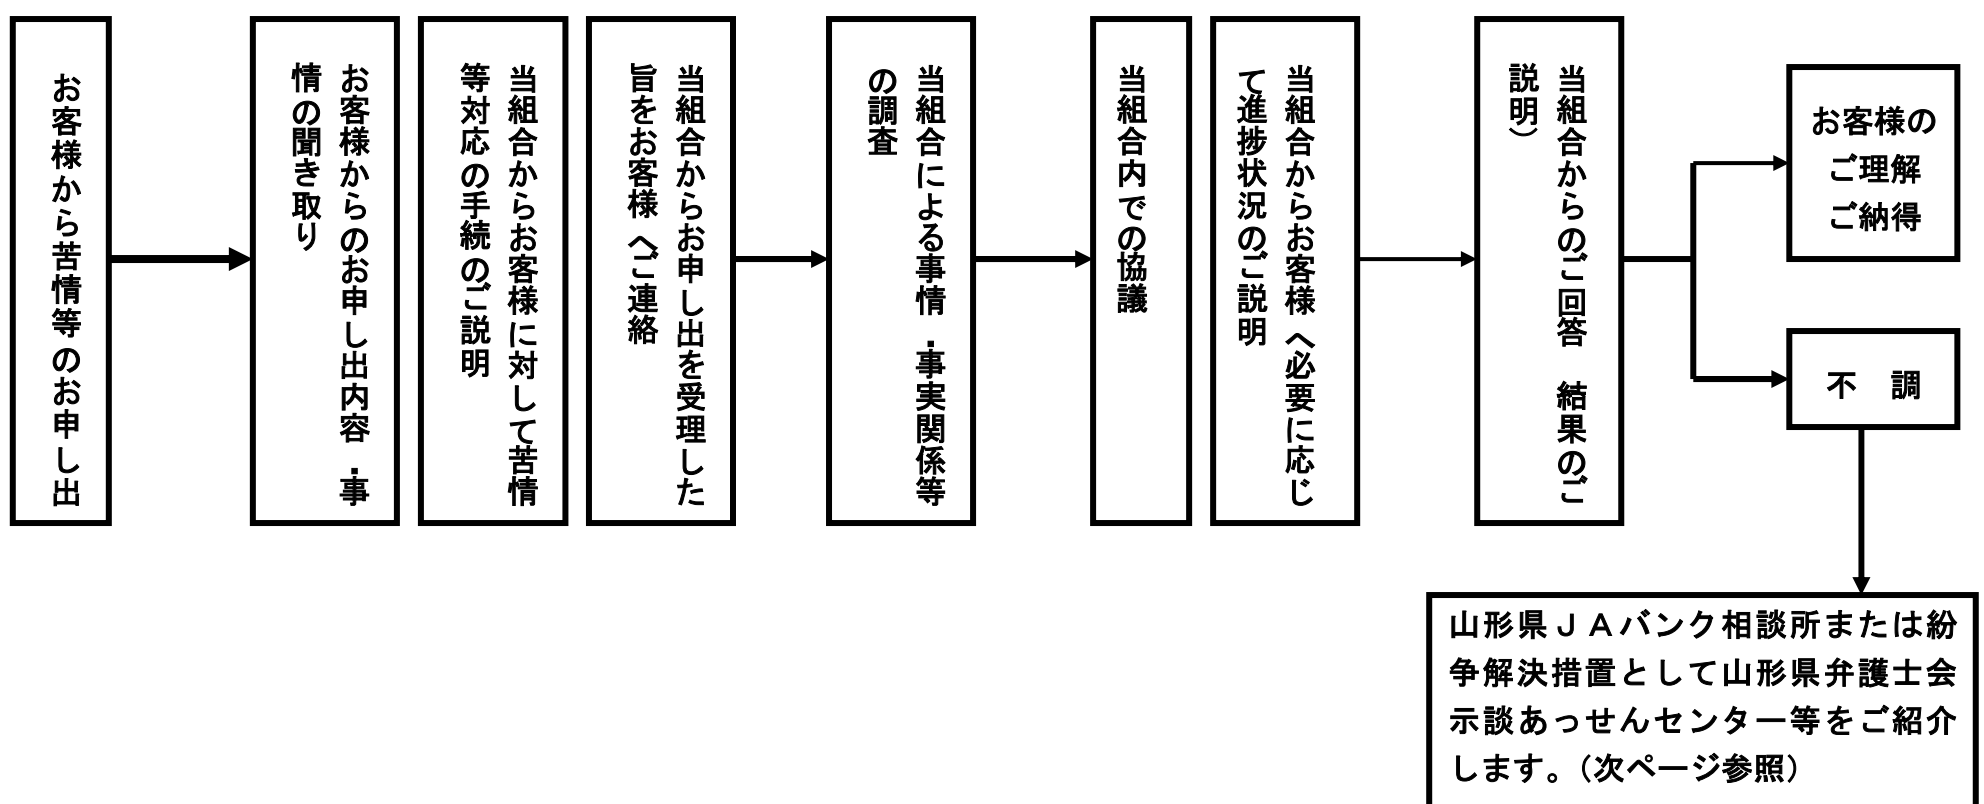 お客様から苦情等のお申し出
お客様からのお申し出内容・事
情の聞き取り
当組合からお客様に対して苦情
等対応の手続のご説明
当組合からお申し出を受理した
旨をお客様へご連絡
当組合による事情・事実関係等
の調査
当組合内での協議
当組合からお客様へ必要に応じ
て進捗状況のご説明
当組合からのご回答 結果のご
説明）
お客様の
ご理解
ご納得
不 調
山形県ＪＡバンク相談所または紛
争解決措置として山形県弁護士会
示談あっせんセンター等をご紹介
します。（次ページ参照）